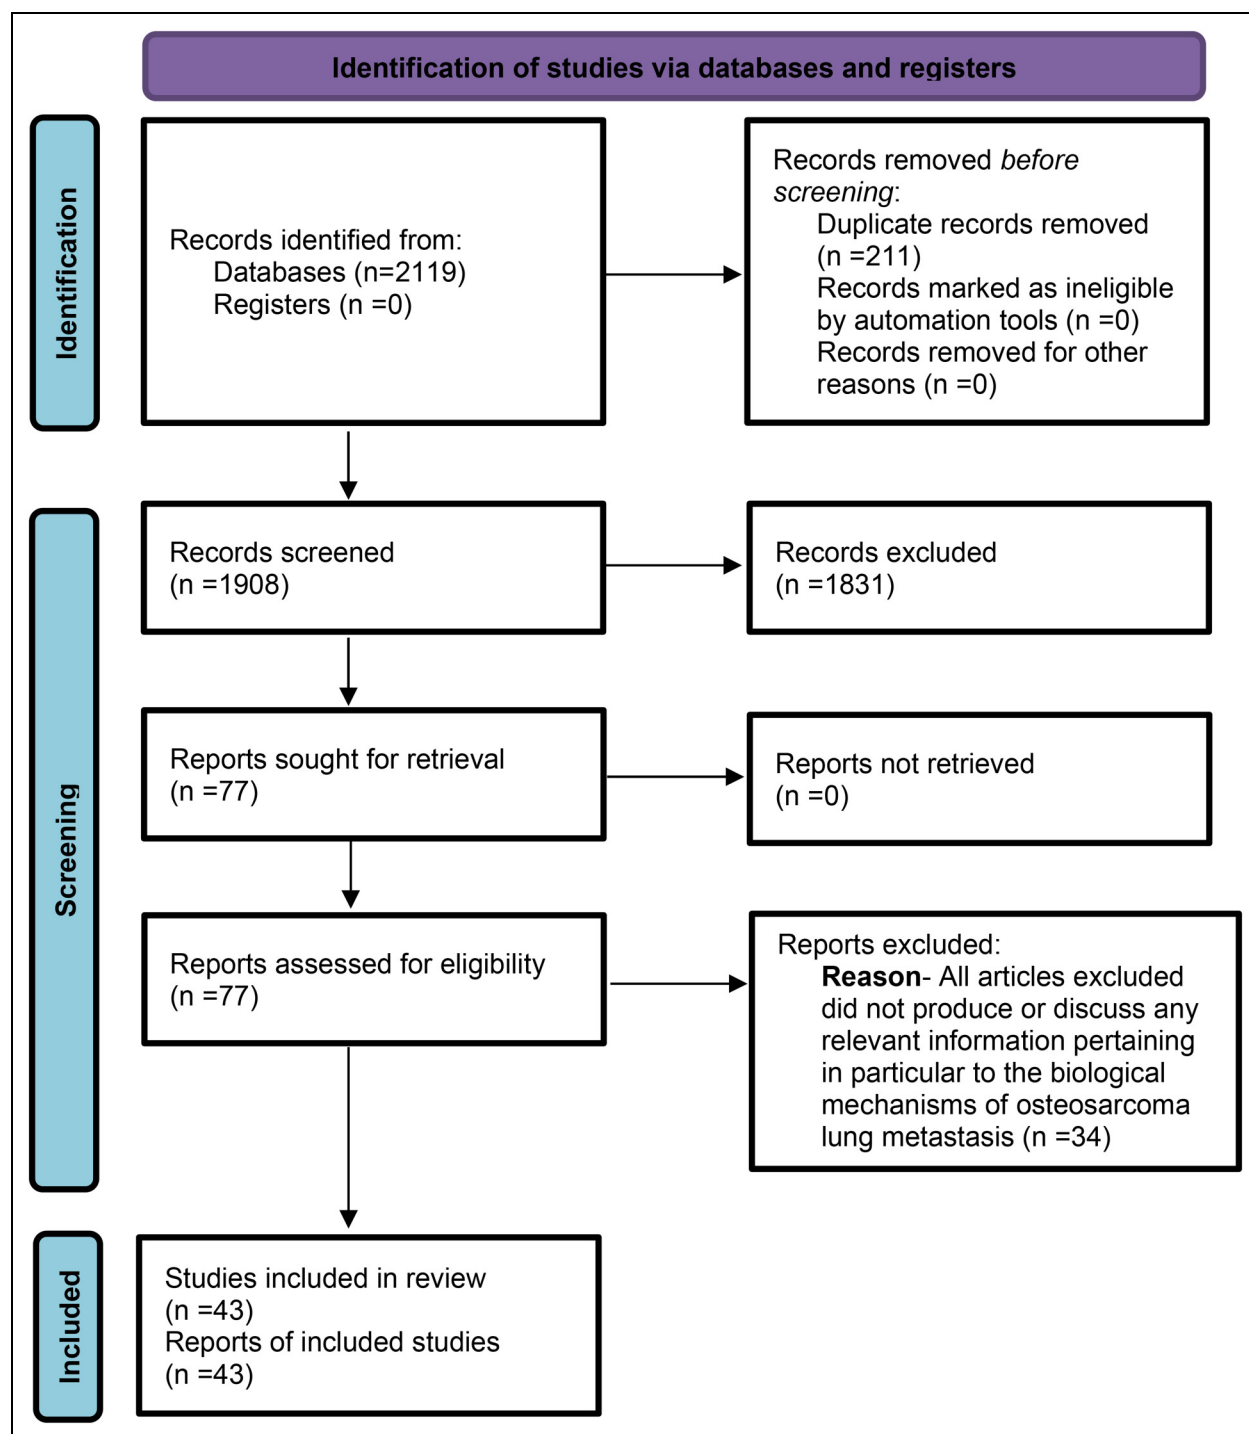 Identification of studies via databases and registers
Identification
Records identified from:
Databases (n=2119)
Registers (n =0)
Records removed before
screening:
Duplicate records removed
(n =211)
Records marked as ineligible
by automation tools (n =0)
Records removed for other
reasons (n =0)
Screening
Records screened
(n =1908)
Records excluded
(n =1831)
Reports sought for retrieval
(n =77)
Reports not retrieved
(n =0)
Reports assessed for eligibility
(n =77)
Reports excluded:
Reason- All articles excluded
did not produce or discuss any
relevant information pertaining
in particular to the biological
mechanisms of osteosarcoma
lung metastasis (n =34)
Included
Studies included in review
(n =43)
Reports of included studies
(n =43)